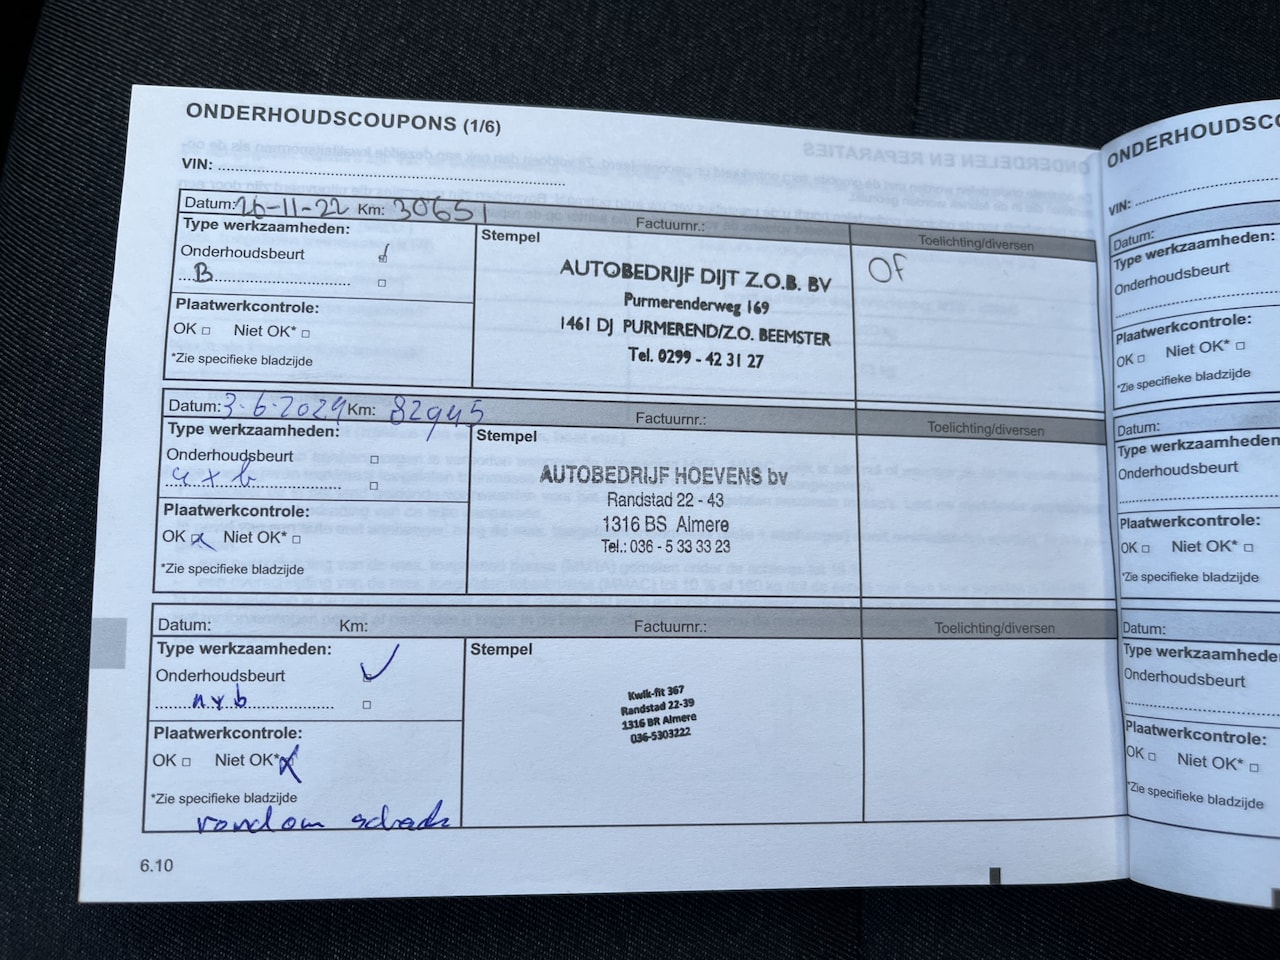 ONDERHOUDSCOUPONS (1/6)
VIN:
Datum: 26-11-22 Km: 30651 Factuurnr.: Toelichting/diversen
Type werkzaamheden:
Onderhoudsbeurt
B
Plaatwerkcontrole:
OK Niet OK*
*Zie specifieke bladzijde
Stempel
AUTOBEDRIJF DIJT Z.O.B. BV
Purmerenderweg 169
1461 DJ PURMEREND/Z.O. BEEMSTER
Tel. 0299 - 42 31 27
OF
Datum: 3-6-2024 Km: 82945 Factuurnr.: Toelichting/diversen
Type werkzaamheden:
Onderhoudsbeurt
a + b
Plaatwerkcontrole:
OK Niet OK*
*Zie specifieke bladzijde
Stempel
AUTOBEDRIJF HOEVENS bv
Randstad 22 - 43
1316 BS Almere
Tel.: 036 - 5 33 33 23
Datum: Km: Factuurnr.: Toelichting/diversen
Type werkzaamheden:
Onderhoudsbeurt
Plaatwerkcontrole:
OK Niet OK*
*Zie specifieke bladzijde
rondom schade
Stempel
Kwik-fit 367
Randstad 22-39
1316 BR Almere
036-5303222
6.10
ONDERHOUDSCO
VIN:
Datum:
Type werkzaamheden:
Onderhoudsbeurt
Plaatwerkcontrole:
OK Niet OK*
*Zie specifieke bladzijde
Datum:
Type werkzaamheden
Onderhoudsbeurt
Plaatwerkcontrole:
OK Niet OK*
*Zie specifieke bladzijde
Datum:
Type werkzaamhede
Onderhoudsbeurt
Plaatwerkcontrole:
OK Niet OK*
*Zie specifieke bladzijde